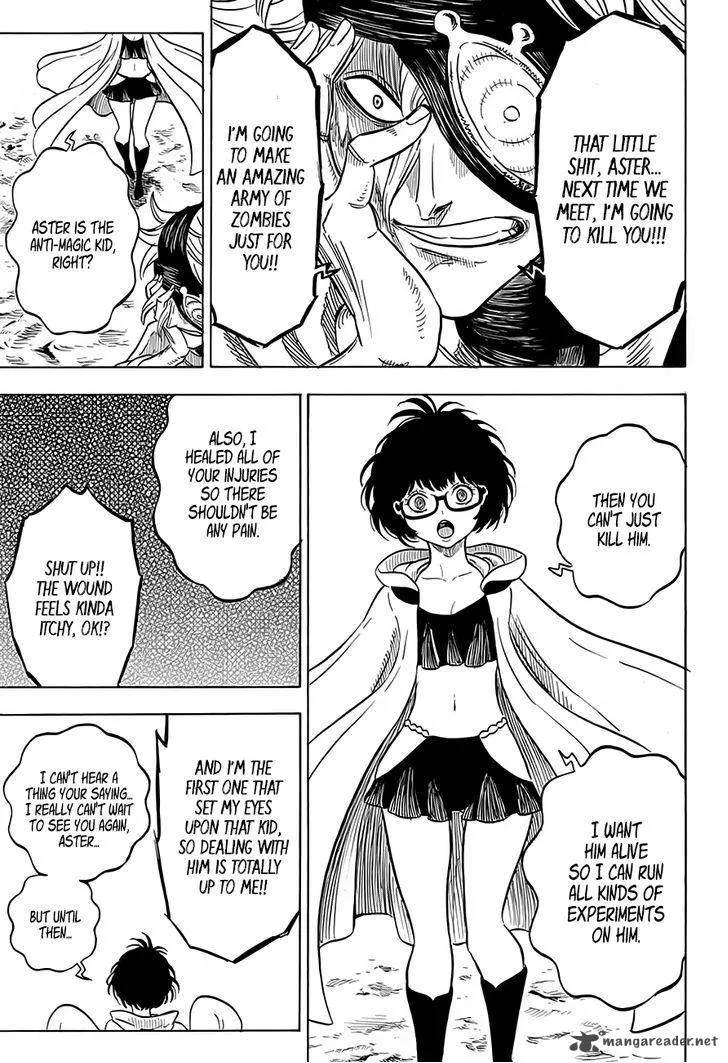 THAT LITTLE
SHIT, ASTER...
NEXT TIME WE
MEET, I'M GOING
TO KILL YOU!!!
I'M GOING
TO MAKE
AN AMAZING
ARMY OF
ZOMBIES
JUST FOR
YOU!!
ASTER IS THE
ANTI-MAGIC KID,
RIGHT?
THEN YOU
CAN'T JUST
KILL HIM.
I WANT
HIM ALIVE
SO I CAN RUN
ALL KINDS OF
EXPERIMENTS
ON HIM.
ALSO, I
HEALED ALL OF
YOUR INJURIES
SO THERE
SHOULDN'T BE
ANY PAIN.
SHUT UP!!
THE WOUND
FEELS KINDA
ITCHY, OK!?
AND I'M THE
FIRST ONE THAT
SET MY EYES
UPON THAT KID,
SO DEALING WITH
HIM IS TOTALLY
UP TO ME!!
I CAN'T HEAR A
THING YOUR SAYING...
I REALLY CAN'T WAIT
TO SEE YOU AGAIN,
ASTER...
BUT UNTIL
THEN...
mangareader.net